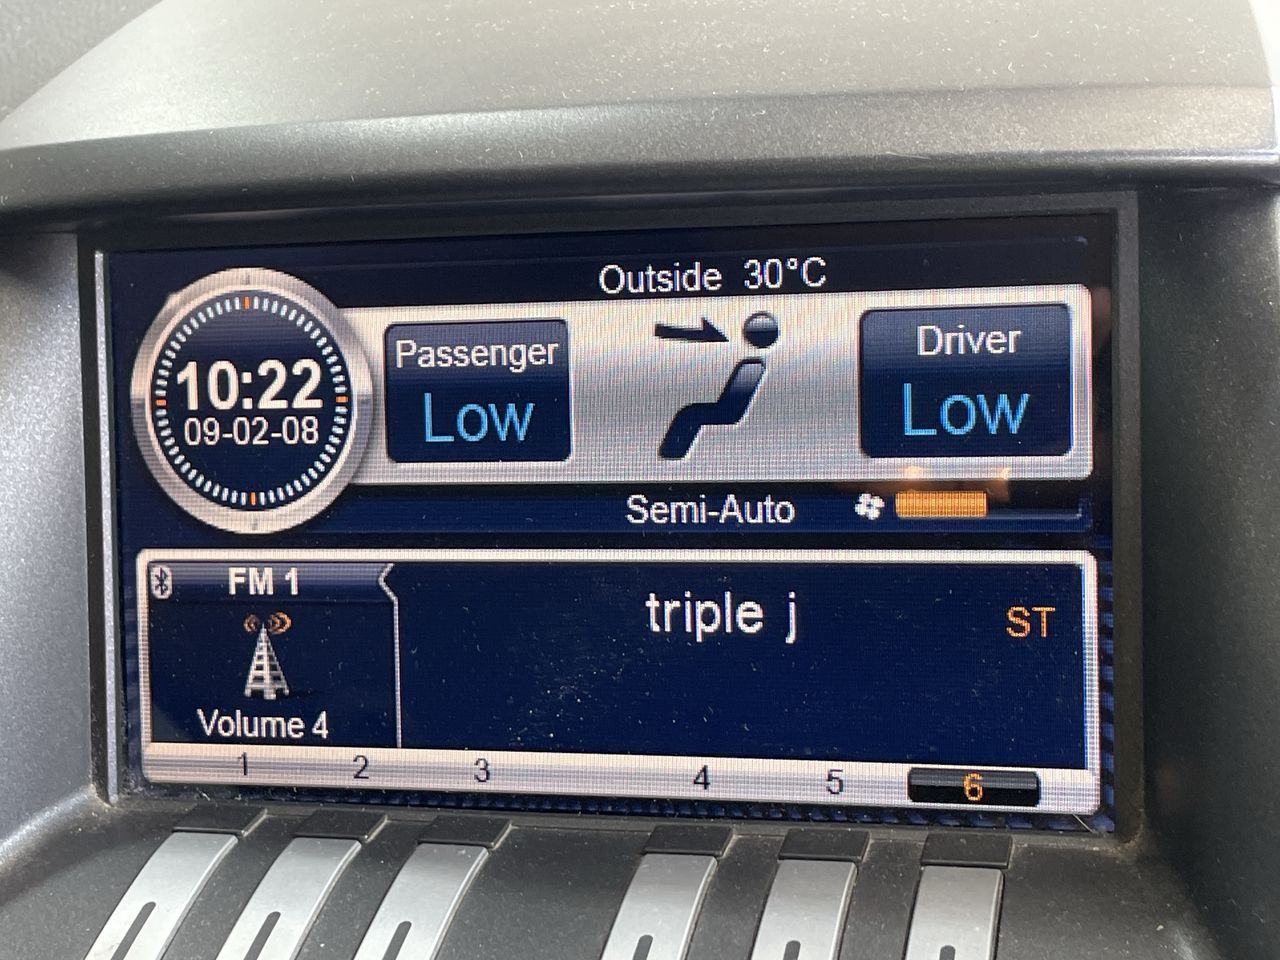 Outside 30°C
10:22
09-02-08
Passenger
Low
Driver
Low
Semi-Auto
FM 1
Volume 4
triple j
ST
1 2 3 4 5 6